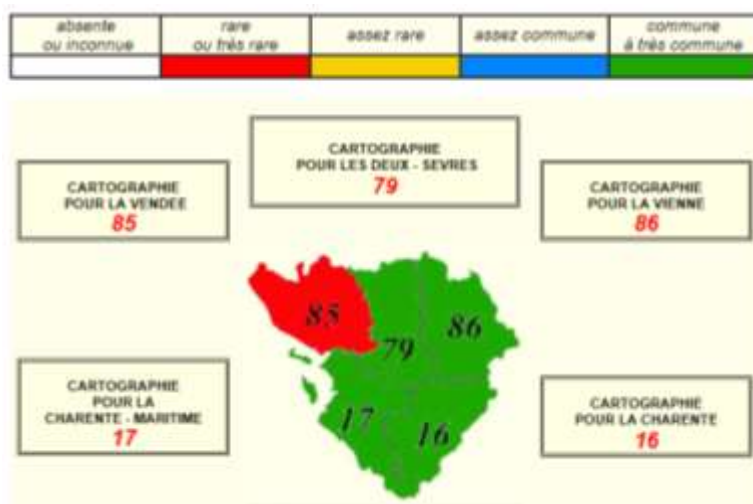 absente
ou inconnue
rare
ou très rare
assez rare
assez commune
commune
à très commune
CARTOGRAPHIE
POUR LES DEUX - SEVRES
79
CARTOGRAPHIE
POUR LA VENDEE
85
CARTOGRAPHIE
POUR LA VIENNE
86
85
79
86
17
16
CARTOGRAPHIE
POUR LA
CHARENTE - MARITIME
17
CARTOGRAPHIE
POUR LA CHARENTE
16